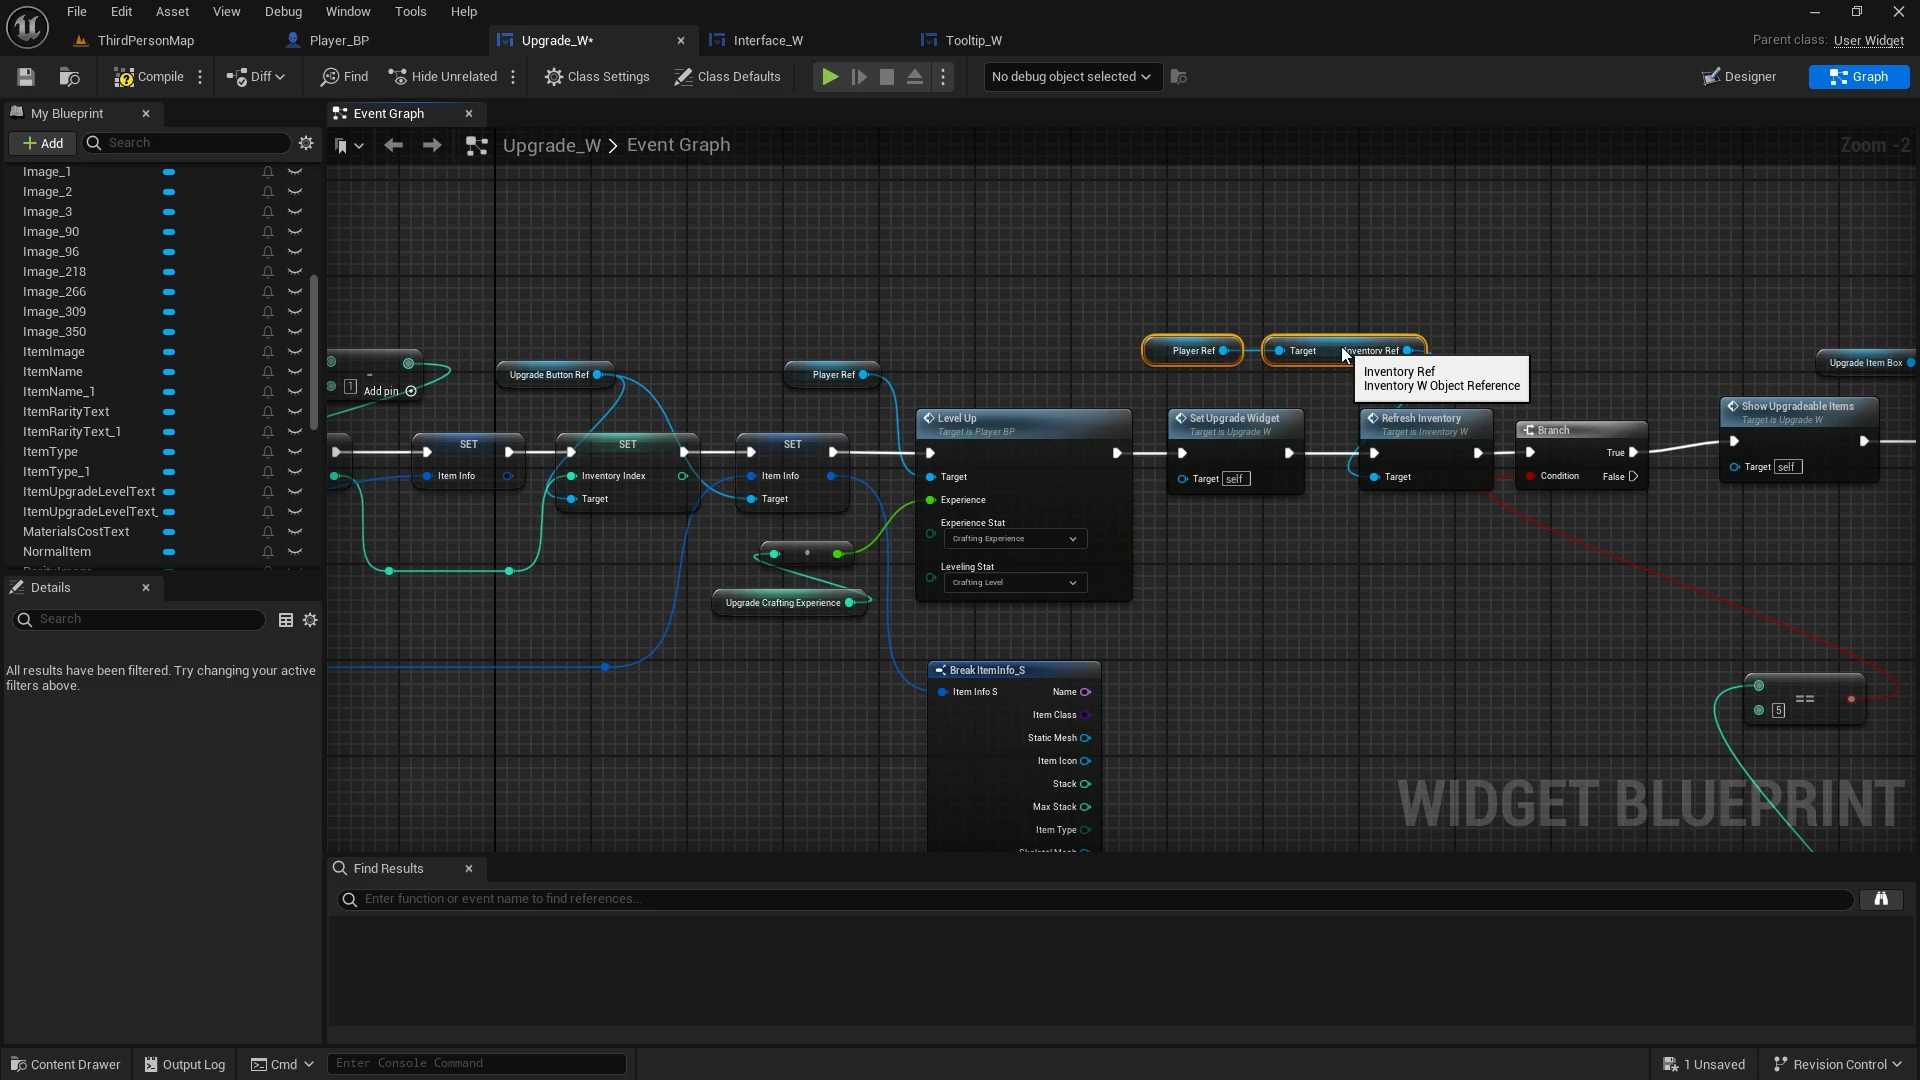 File Edit Asset View Debug Window Tools Help
ThirdPersonMap Player_BP Upgrade_W* Interface_W Tooltip_W
Parent class: User Widget
Compile Diff Find Hide Unrelated Class Settings Class Defaults No debug object selected Designer Graph
My Blueprint
Add Search
Image_1
Image_2
Image_3
Image_90
Image_96
Image_218
Image_266
Image_309
Image_350
ItemImage
ItemName
ItemName_1
ItemRarityText
ItemRarityText_1
ItemType
ItemType_1
ItemUpgradeLevelText
ItemUpgradeLevelText_
MaterialsCostText
NormalItem
Details
Search
All results have been filtered. Try changing your active
filters above.
Event Graph
Upgrade_W > Event Graph
Zoom -2
1 - Add pin
Upgrade Button Ref
Player Ref
Player Ref
Target Inventory Ref
Inventory Ref
Inventory W Object Reference
Upgrade Item Box
SET
Item Info
SET
Inventory Index
Target
SET
Item Info
Target
Level Up
Target is Player BP
Target
Experience
Experience Stat
Crafting Experience
Leveling Stat
Crafting Level
Upgrade Crafting Experience
Set Upgrade Widget
Target is Upgrade W
Target self
Refresh Inventory
Target is Inventory W
Target
Branch
True
Condition False
Show Upgradeable Items
Target is Upgrade W
Target self
5 ==
Break ItemInfo_S
Item Info S Name
Item Class
Static Mesh
Item Icon
Stack
Max Stack
Item Type
WIDGET BLUEPRINT
Find Results
Enter function or event name to find references...
Content Drawer Output Log Cmd Enter Console Command 1 Unsaved Revision Control